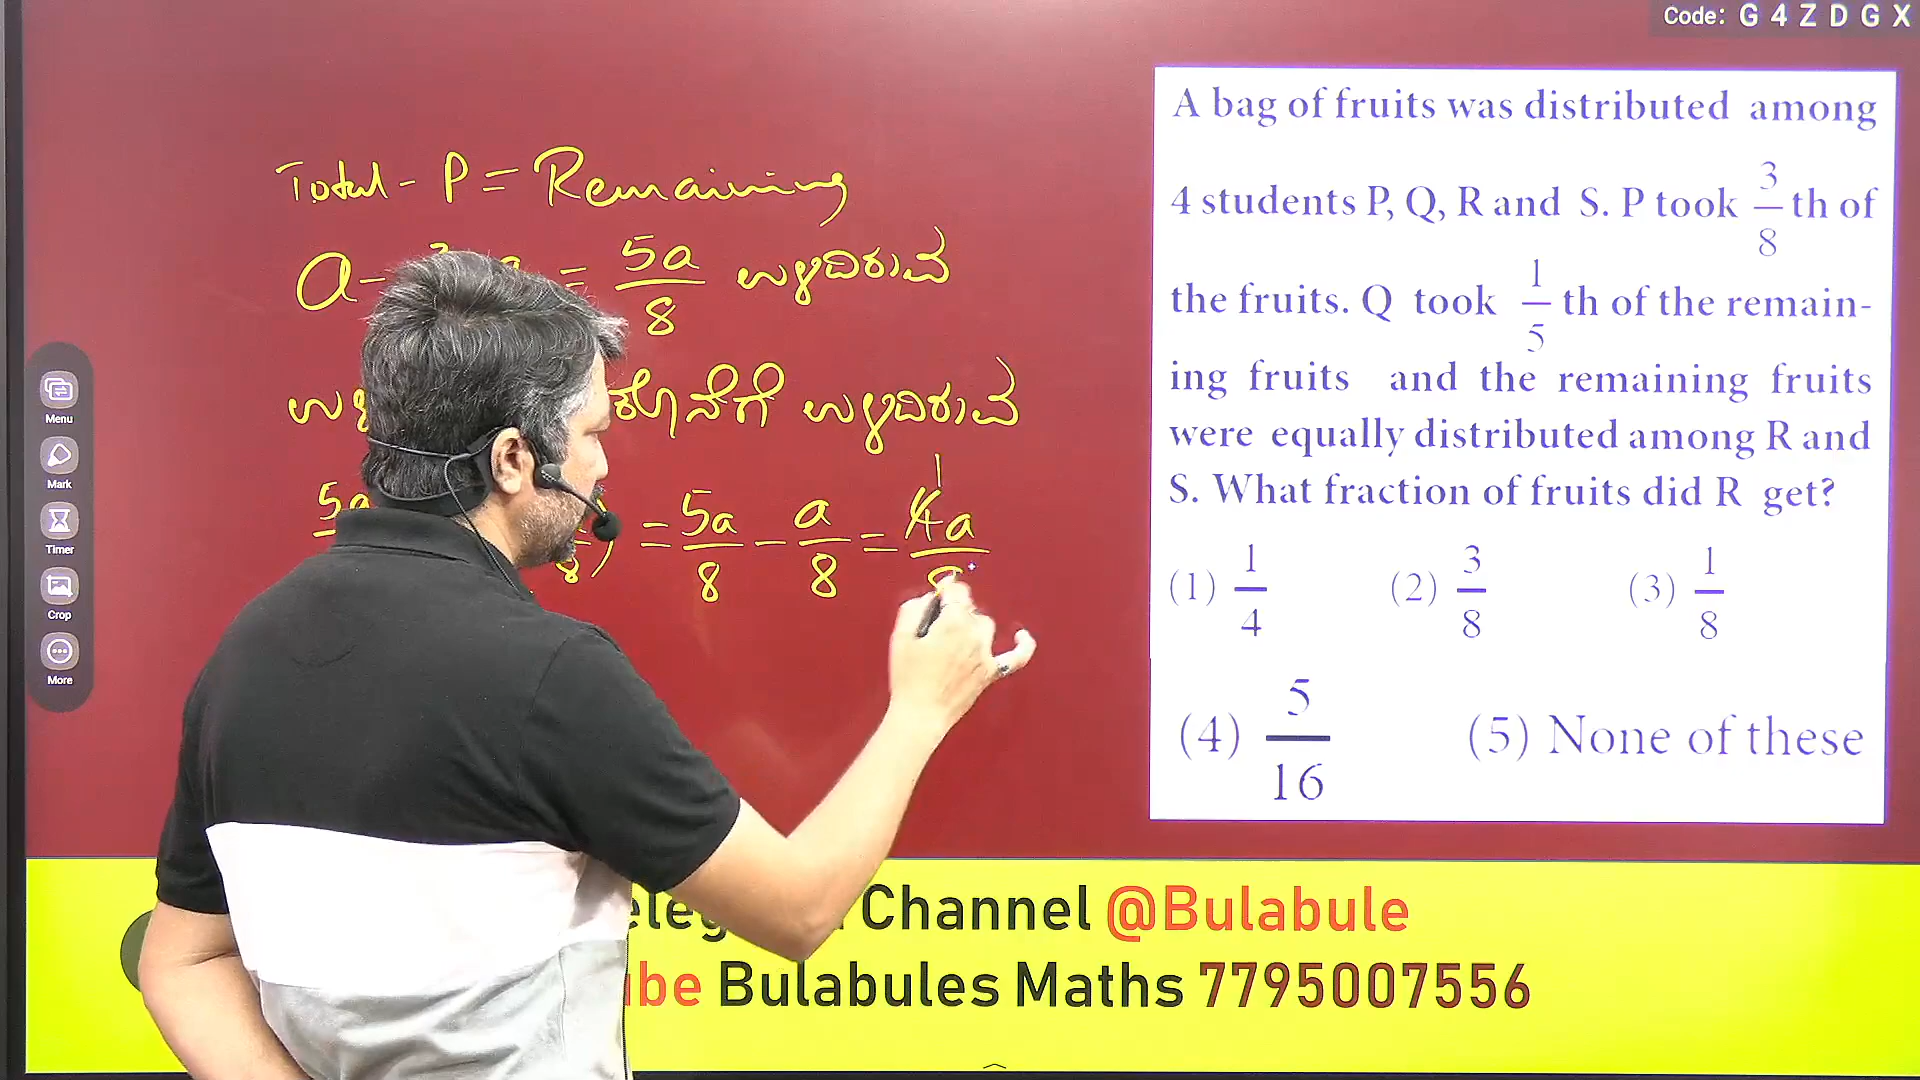 Code: G 4 Z D G X
Total - P = Remaining
a - = 5a/8 ಉಳಿದಿರುವ
ಕೊನೆಗೆ ಉಳಿದಿರುವ
5a = 5a/8 - a/8 = 4a/8
1
Menu
Mark
Timer
Crop
More
A bag of fruits was distributed among
4 students P, Q, R and S. P took 3/8 th of
the fruits. Q took 1/5 th of the remain-
ing fruits and the remaining fruits
were equally distributed among R and
S. What fraction of fruits did R get?
(1) 1/4 (2) 3/8 (3) 1/8
(4) 5/16 (5) None of these
Channel @Bulabule
Bulabules Maths 7795007556